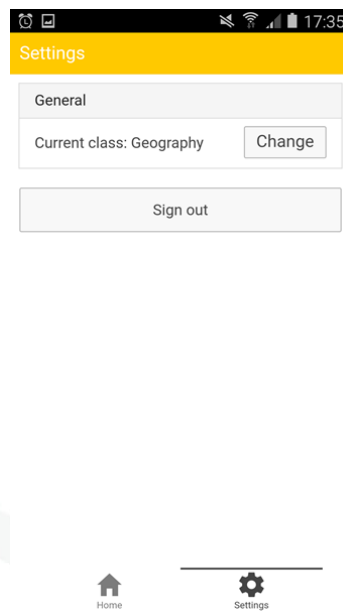 17:35
Settings
General
Current class: Geography
Change
Sign out
Home
Settings